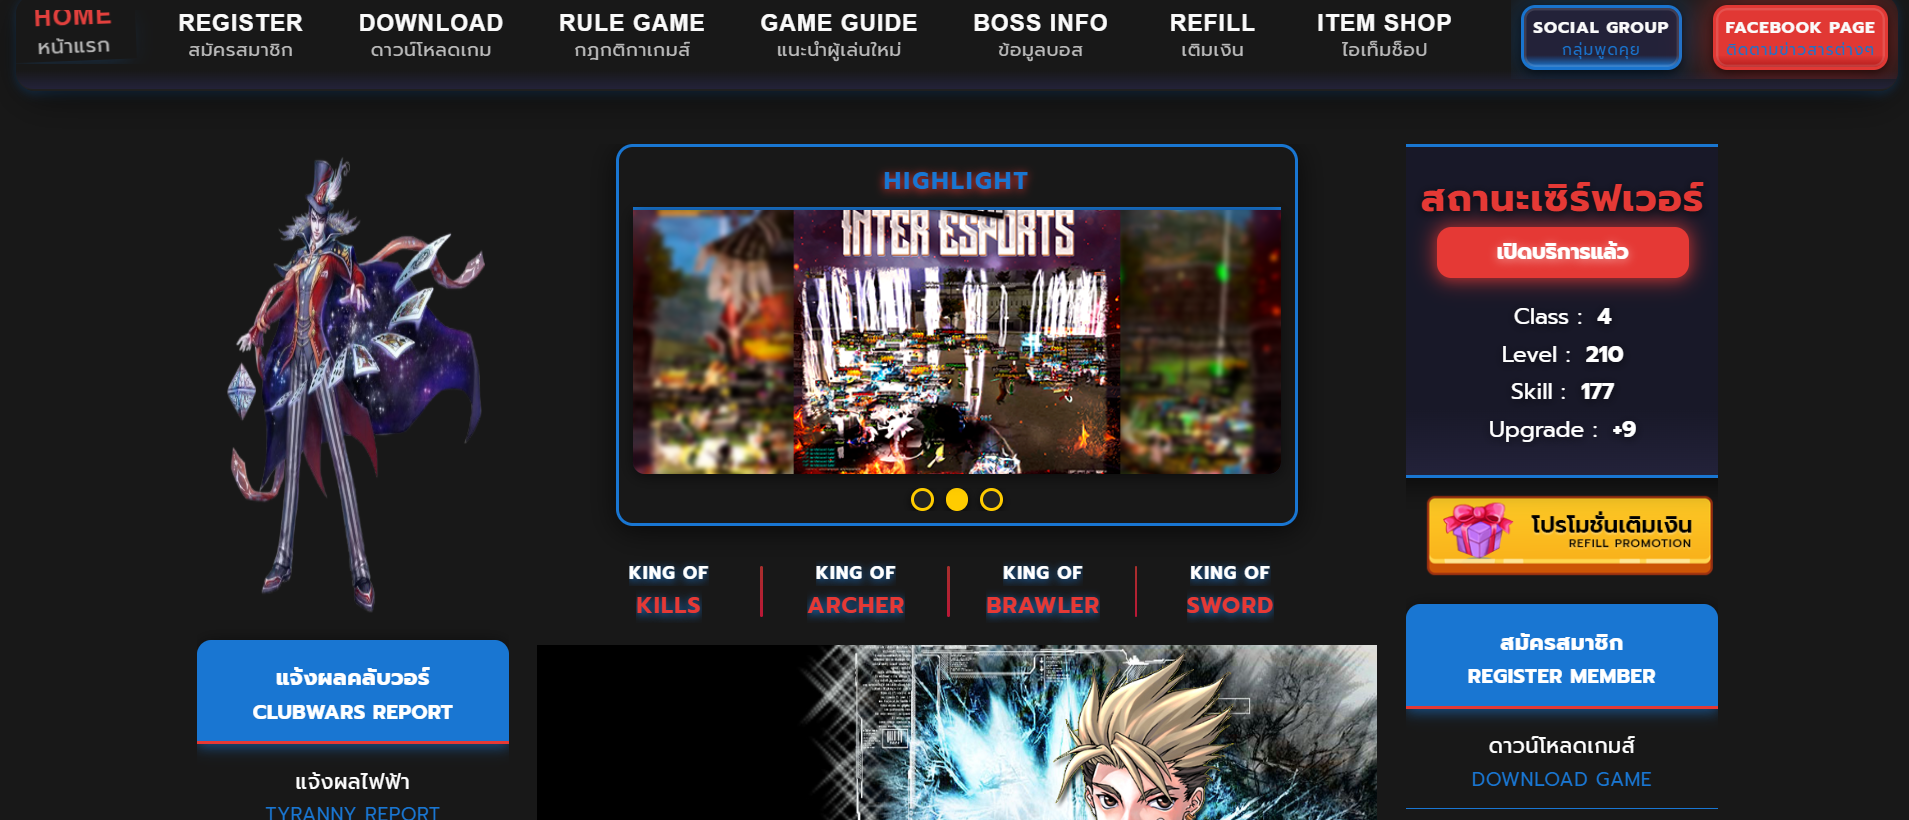 HOME
หน้าแรก
REGISTER
สมัครสมาชิก
DOWNLOAD
ดาวน์โหลดเกม
RULE GAME
กฎกติกาเกมส์
GAME GUIDE
แนะนำผู้เล่นใหม่
BOSS INFO
ข้อมูลบอส
REFILL
เติมเงิน
ITEM SHOP
ไอเท็มช็อป
SOCIAL GROUP
กลุ่มพูดคุย
FACEBOOK PAGE
ติดตามข่าวสารต่างๆ
HIGHLIGHT
INTER ESPORTS
KING OF
KILLS
KING OF
ARCHER
KING OF
BRAWLER
KING OF
SWORD
แจ้งผลคลับวอร์
CLUBWARS REPORT
แจ้งผลไฟฟ้า
TYRANNY REPORT
สถานะเซิร์ฟเวอร์
เปิดบริการแล้ว
Class : 4
Level : 210
Skill : 177
Upgrade : +9
โปรโมชั่นเติมเงิน
REFILL PROMOTION
สมัครสมาชิก
REGISTER MEMBER
ดาวน์โหลดเกมส์
DOWNLOAD GAME